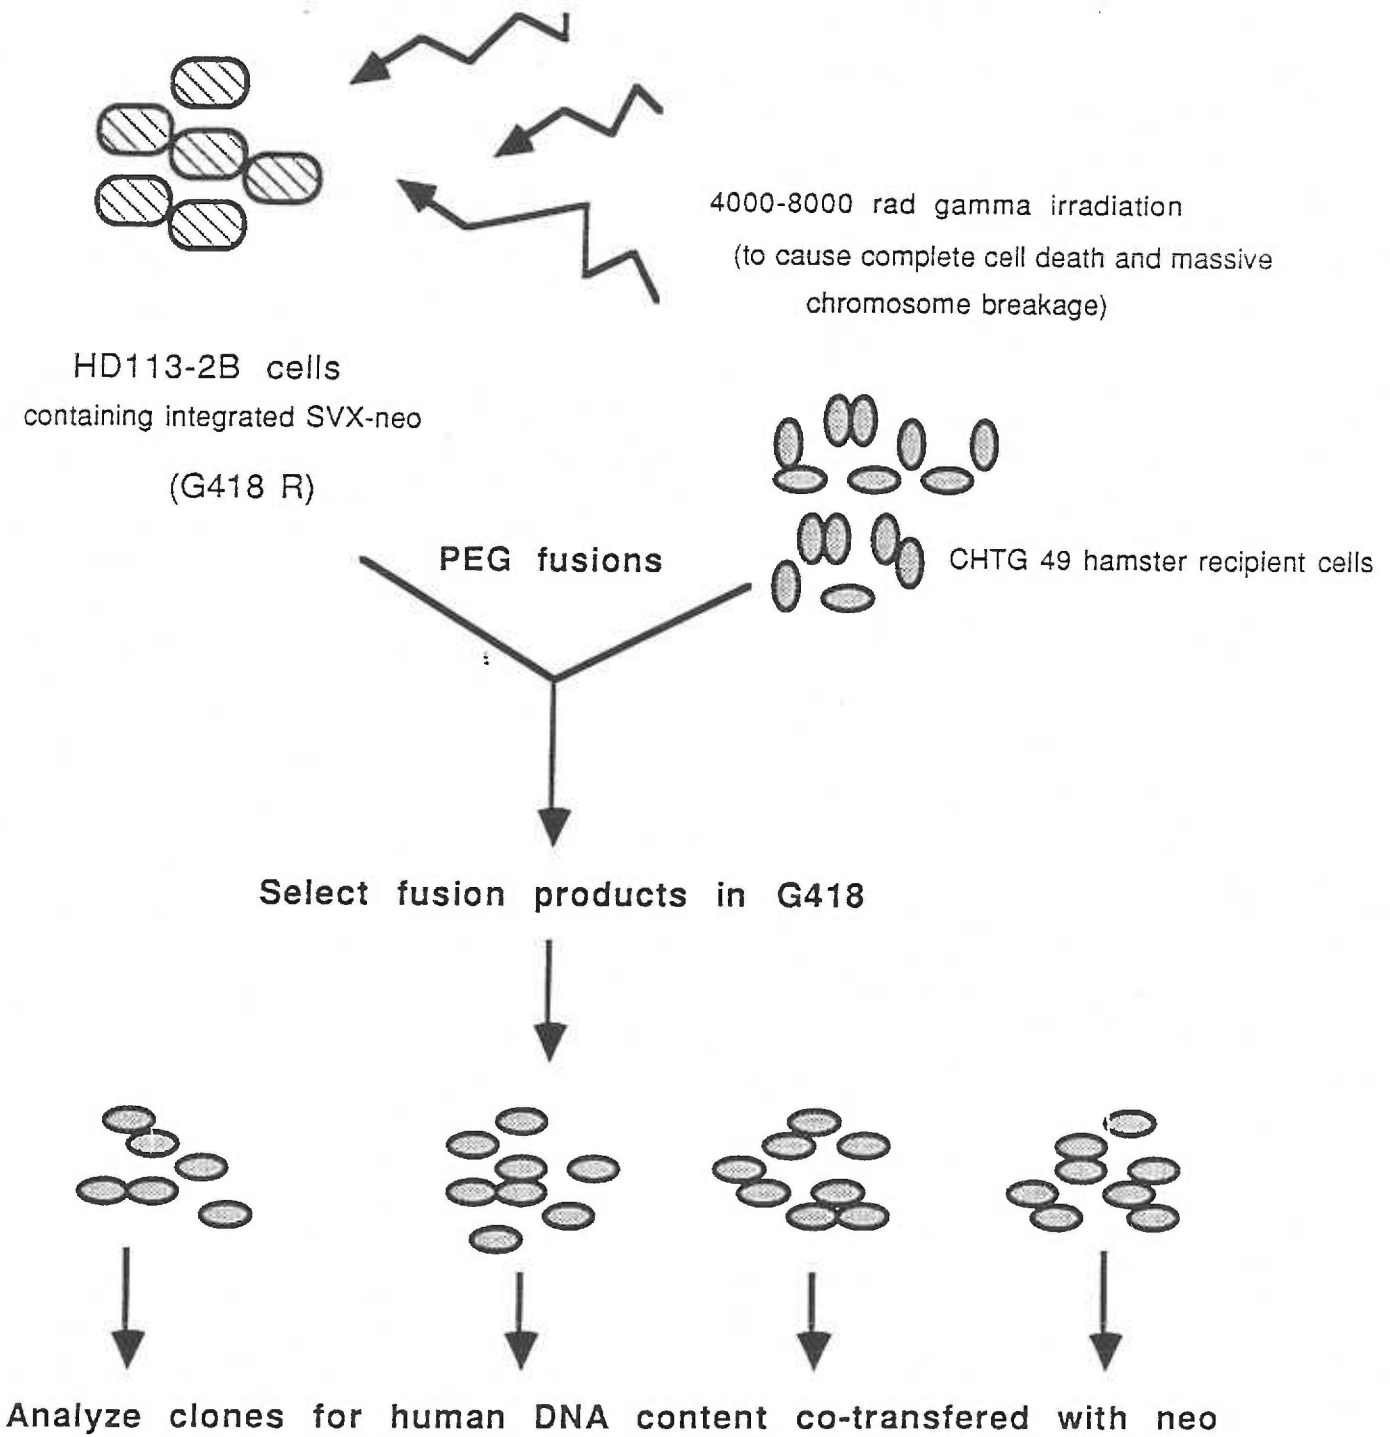 4000-8000 rad gamma irradiation
(to cause complete cell death and massive
chromosome breakage)
HD113-2B cells
containing integrated SVX-neo
(G418 R)
PEG fusions
CHTG 49 hamster recipient cells
Select fusion products in G418
Analyze clones for human DNA content co-transfered with neo